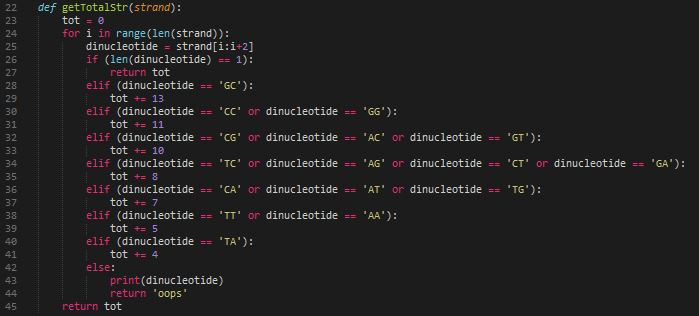 22 def getTotalStr(strand):
23     tot = 0
24     for i in range(len(strand)):
25         dinucleotide = strand[i:i+2]
26         if (len(dinucleotide) == 1):
27             return tot
28         elif (dinucleotide == 'GC'):
29             tot += 13
30         elif (dinucleotide == 'CC' or dinucleotide == 'GG'):
31             tot += 11
32         elif (dinucleotide == 'CG' or dinucleotide == 'AC' or dinucleotide == 'GT'):
33             tot += 10
34         elif (dinucleotide == 'TC' or dinucleotide == 'AG' or dinucleotide == 'CT' or dinucleotide == 'GA'):
35             tot += 8
36         elif (dinucleotide == 'CA' or dinucleotide == 'AT' or dinucleotide == 'TG'):
37             tot += 7
38         elif (dinucleotide == 'TT' or dinucleotide == 'AA'):
39             tot += 5
40         elif (dinucleotide == 'TA'):
41             tot += 4
42         else:
43             print(dinucleotide)
44             return 'oops'
45     return tot